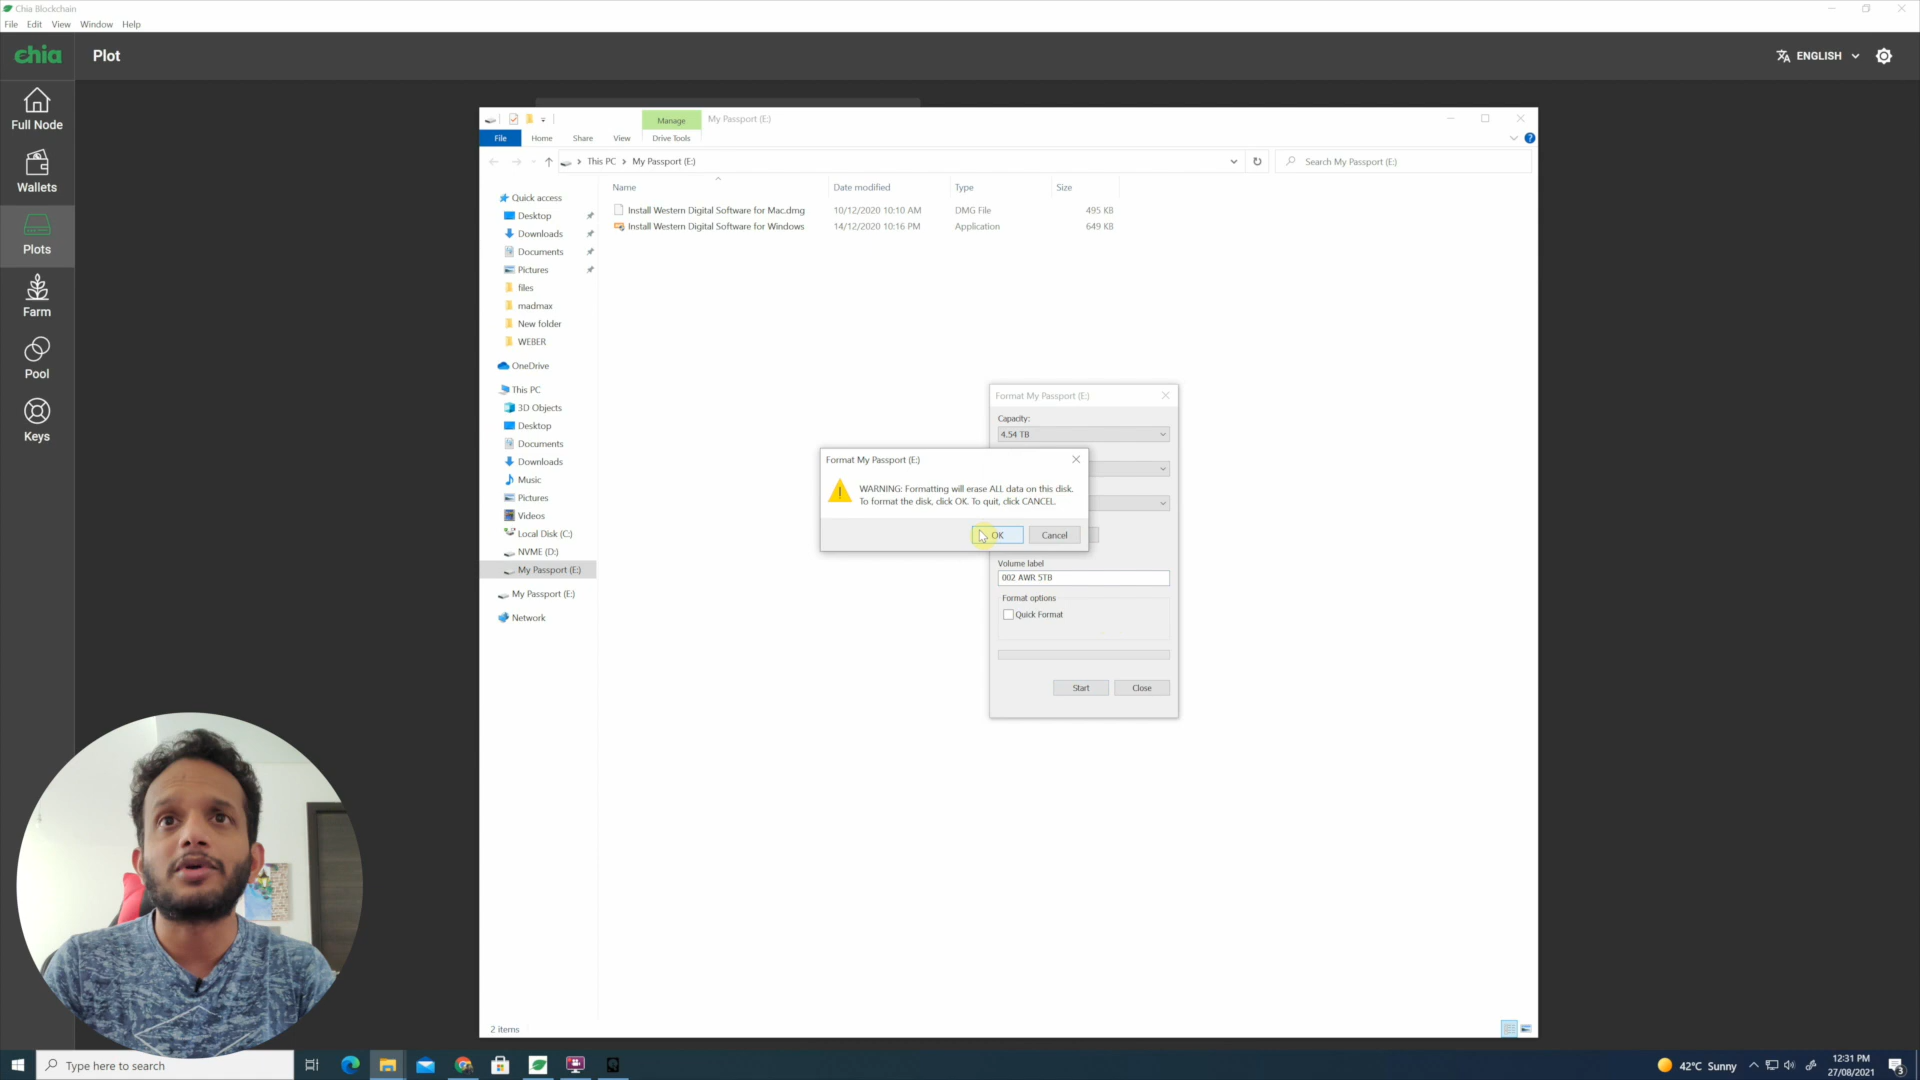 Chia Blockchain
File Edit View Window Help
chia Plot ENGLISH
Full Node
Wallets
Plots
Farm
Pool
Keys
Manage My Passport (E:)
File Home Share View Drive Tools
This PC My Passport (E:) Search My Passport (E:)
Name Date modified Type Size
Install Western Digital Software for Mac.dmg 10/12/2020 10:10 AM DMG File 495 KB
Install Western Digital Software for Windows 14/12/2020 10:16 PM Application 649 KB
Quick access
Desktop
Downloads
Documents
Pictures
files
madmax
New folder
WEBER
OneDrive
This PC
3D Objects
Desktop
Documents
Downloads
Music
Pictures
Videos
Local Disk (C:)
NVME (D:)
My Passport (E:)
My Passport (E:)
Network
Format My Passport (E:)
Capacity:
4.54 TB
Format My Passport (E:)
WARNING: Formatting will erase ALL data on this disk.
To format the disk, click OK. To quit, click CANCEL.
OK Cancel
Volume label
002 AWR 5TB
Format options
Quick Format
Start Close
2 items
Type here to search
42°C Sunny
12:31 PM
27/08/2021
3